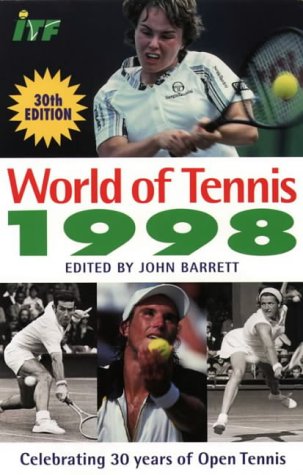 iTF
30th
EDITION
World of Tennis
1998
EDITED BY JOHN BARRETT
Celebrating 30 years of Open Tennis